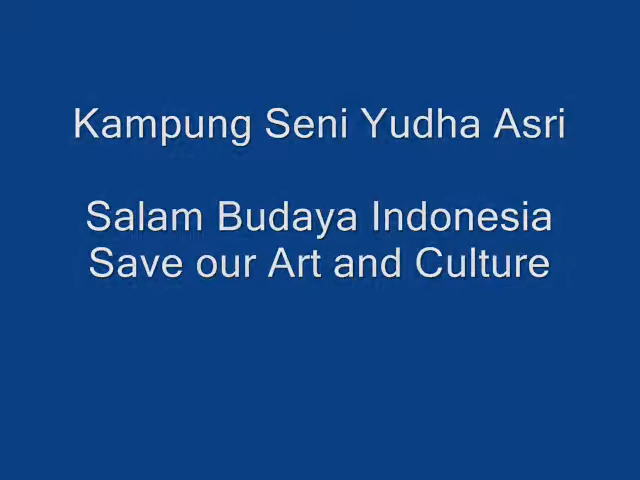 Kampung Seni Yudha Asri
Salam Budaya Indonesia
Save our Art and Culture